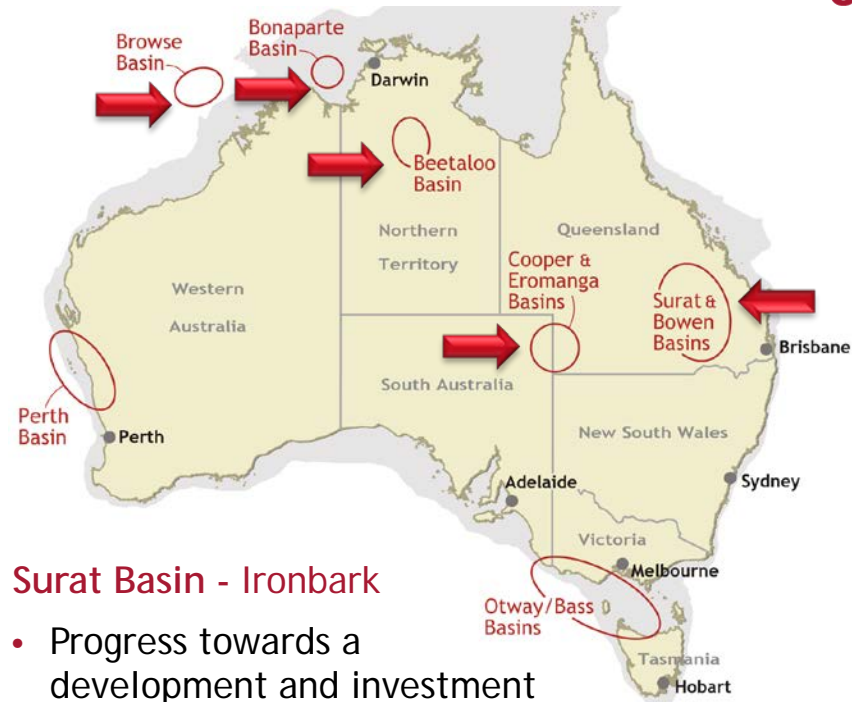 Browse
Basin
Bonaparte
Basin
Darwin
Beetaloo
Basin
Northern
Territory
Queensland
Cooper &
Eromanga
Basins
Surat &
Bowen
Basins
Western
Australia
Brisbane
South Australia
Perth
Basin
Perth
New South Wales
Sydney
Adelaide
Victoria
Melbourne
Otway/Bass
Basins
Tasmania
Hobart
Surat Basin - Ironbark
• Progress towards a
development and investment